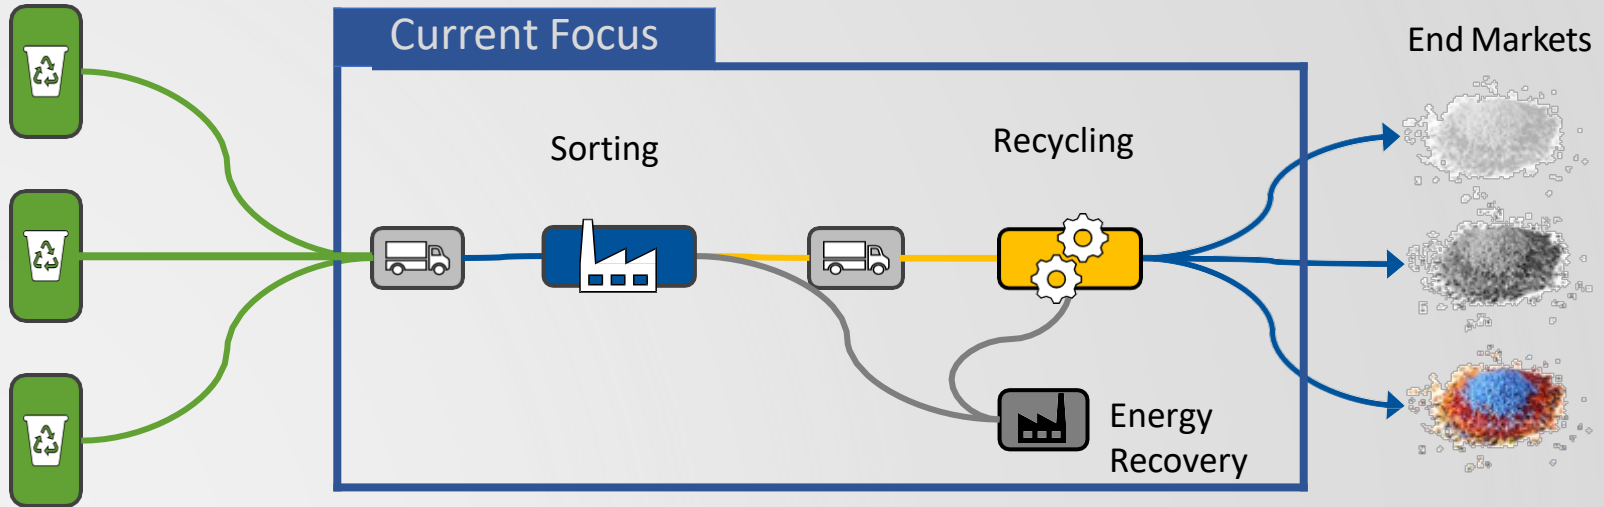 Current Focus
End Markets
Sorting
Recycling
Energy
Recovery